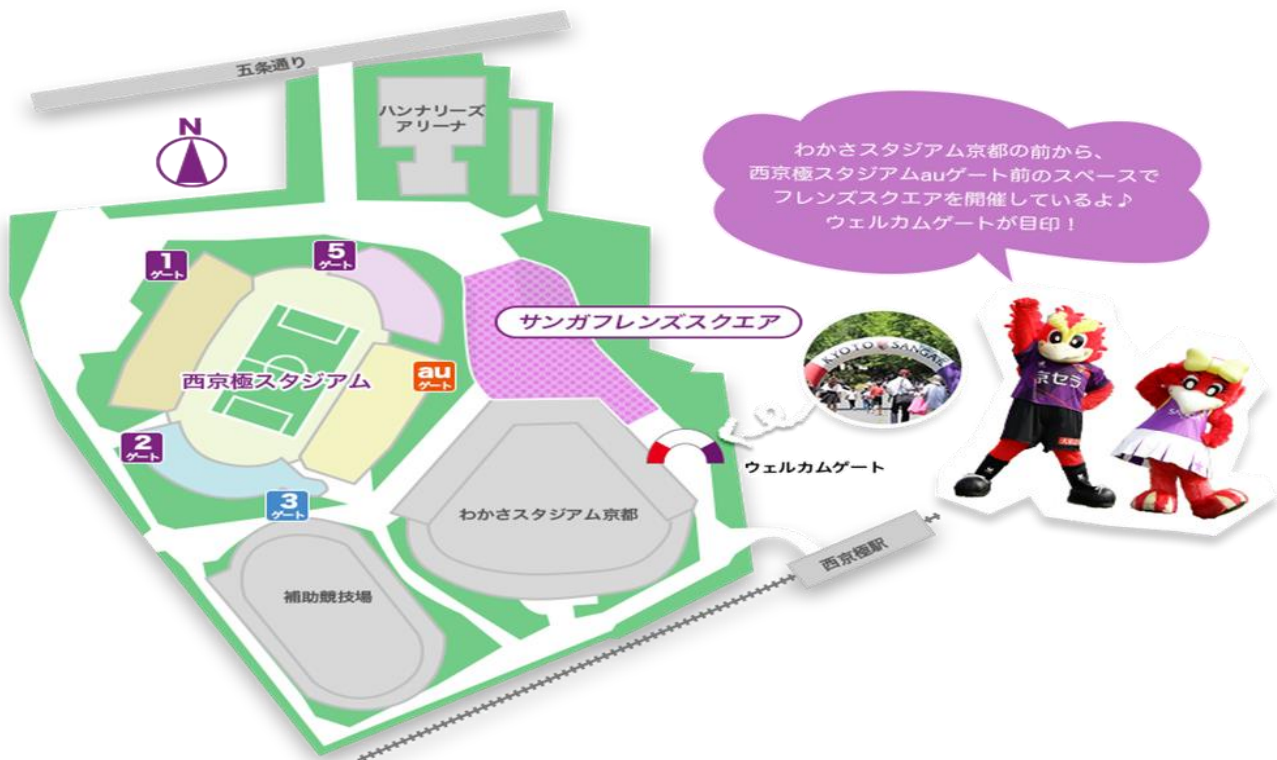 五条通り
ハンナリーズ
アリーナ
N
わかさスタジアム京都の前から、
西京極スタジアムauゲート前のスペースで
フレンズスクエアを開催しているよ♪
ウェルカムゲートが目印！
1
ゲート
5
ゲート
サンガフレンズスクエア
KYOTO SANGA
京セラ
西京極スタジアム
au
ゲート
2
ゲート
ウェルカムゲート
3
ゲート
わかさスタジアム京都
西京極駅
補助競技場